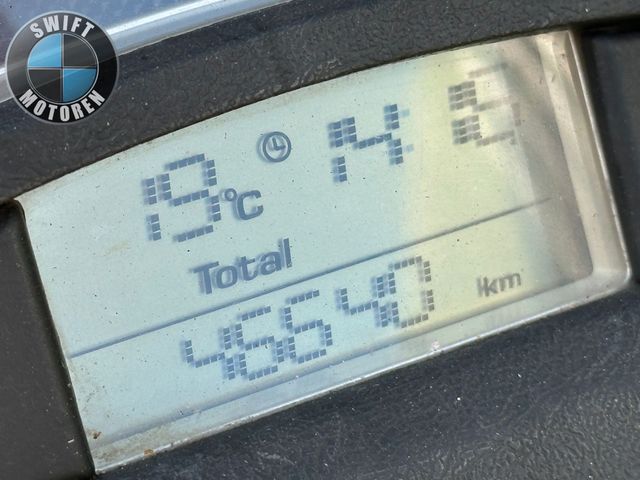 SWIFT
MOTOREN
19°C
14
Total
46640 km